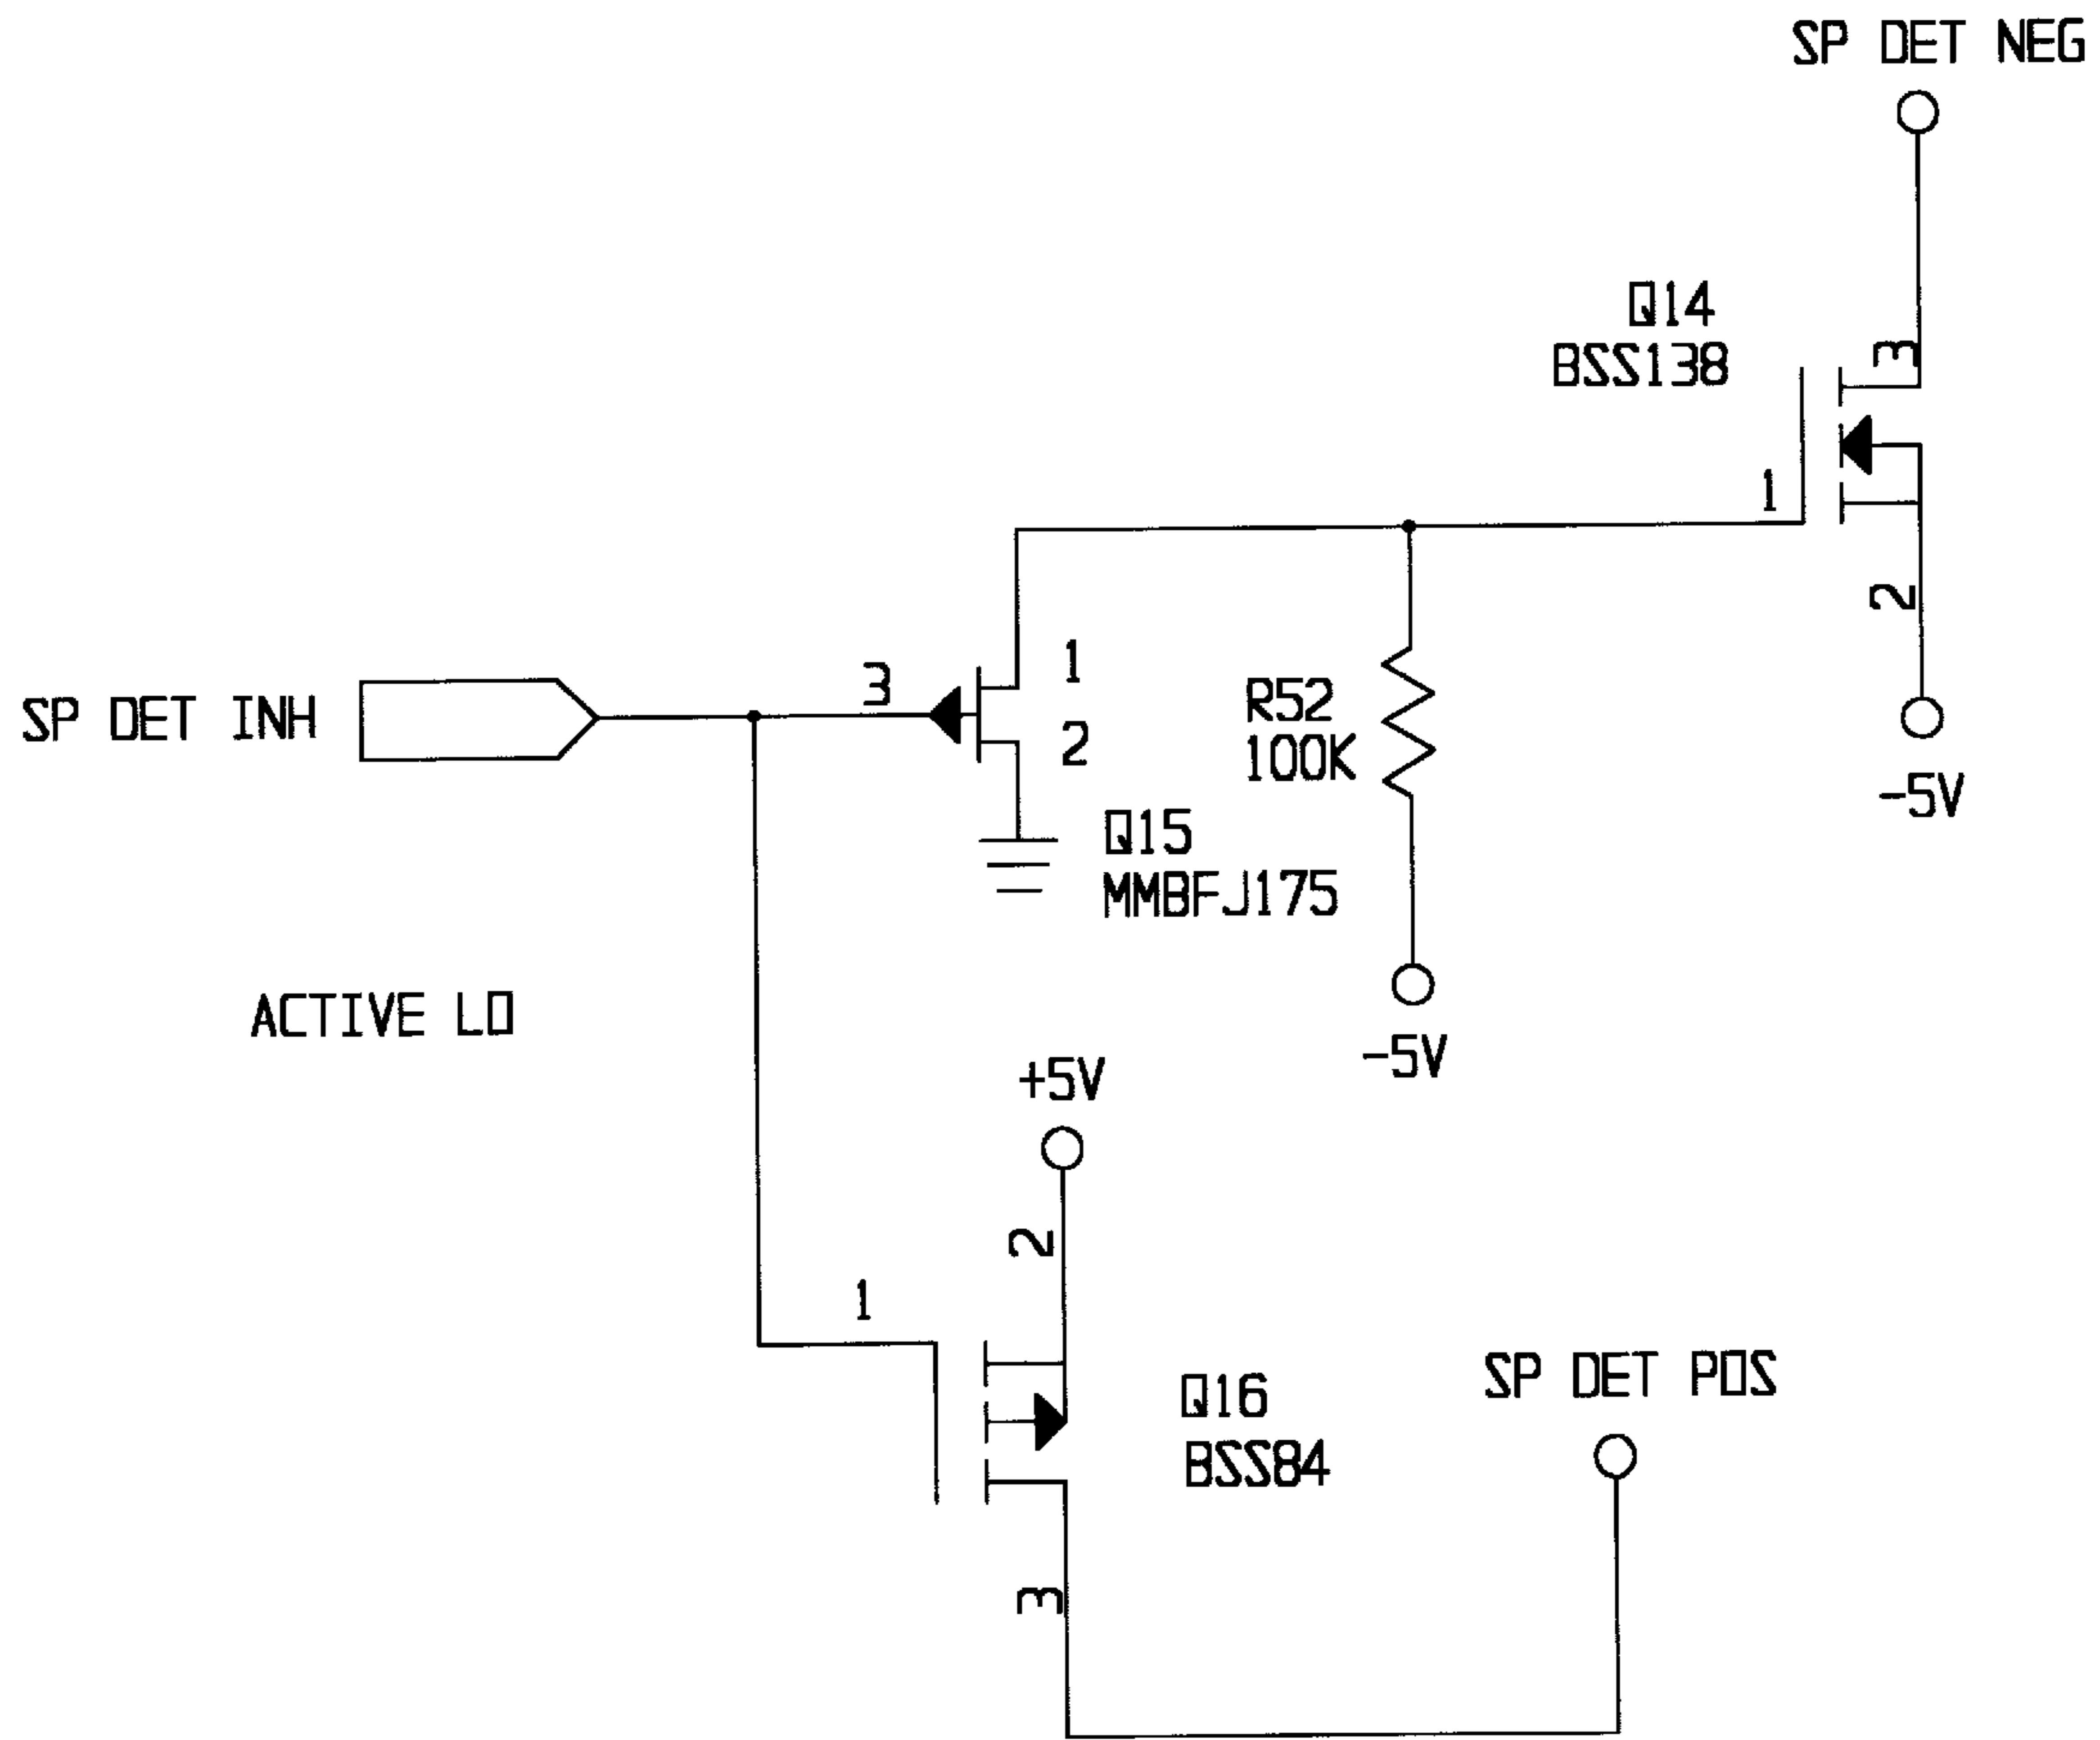 SP DET NEG
Q14
BSS138
3
1
2
-5V
SP DET INH
3
1
2
R52
100K
Q15
MMBFJ175
-5V
ACTIVE LO
+5V
2
1
Q16
BSS84
3
SP DET POS